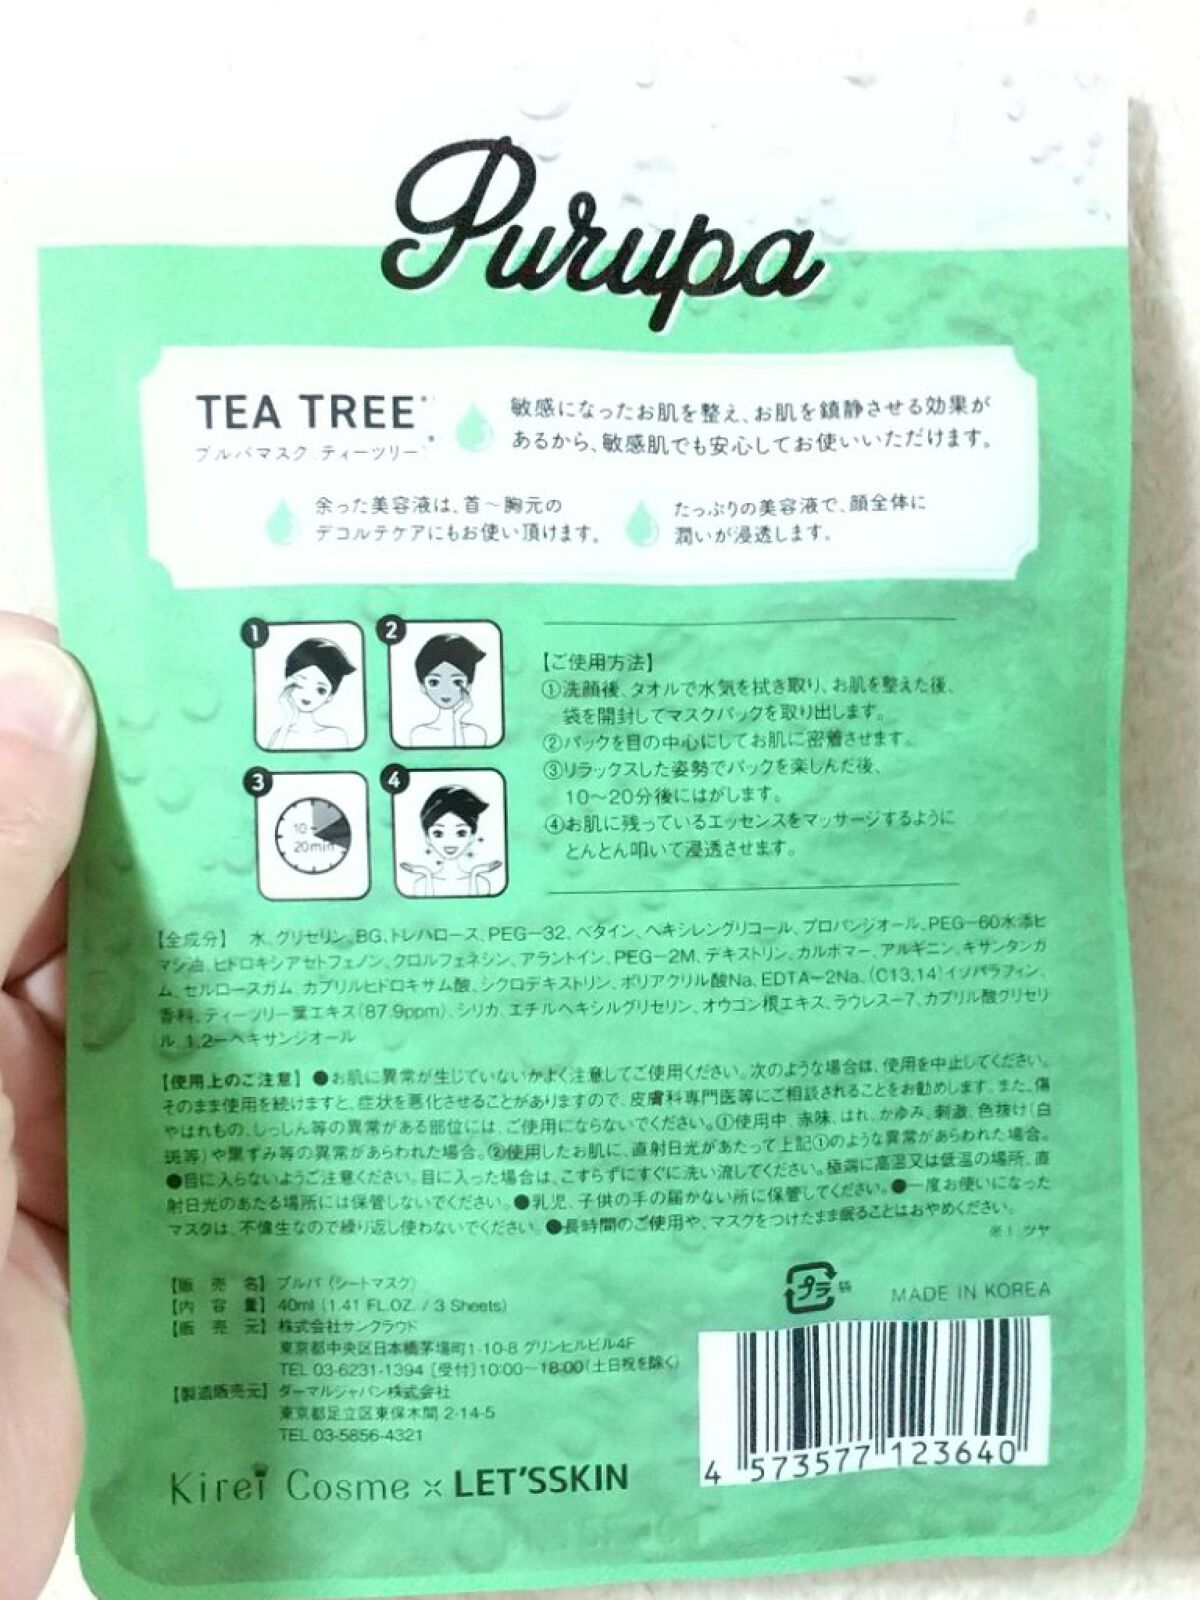 Purupa
TEA TREE
プルパマスク ティーツリー
敏感になったお肌を整え、お肌を鎮静させる効果が
あるから、敏感肌でも安心してお使いいただけます。
余った美容液は、首〜胸元の
デコルテケアにもお使い頂けます。
たっぷりの美容液で、顔全体に
潤いが浸透します。
1
2
3
10-
20min
4
【ご使用方法】
①洗顔後、タオルで水気を拭き取り、お肌を整えた後、
袋を開封してマスクパックを取り出します。
②パックを目の中心にしてお肌に密着させます。
③リラックスした姿勢でパックを楽しんだ後、
10〜20分後にはがします。
④お肌に残っているエッセンスをマッサージするように
とんとん叩いて浸透させます。
【全成分】 水、グリセリン、BG、トレハロース、PEG-32、ベタイン、ヘキシレングリコール、プロパンジオール、PEG-60水添ヒ
マシ油、ヒドロキシアセトフェノン、クロルフェネシン、アラントイン、PEG-2M、デキストリン、カルボマー、アルギニン、キサンタンガ
ム、セルロースガム、カプリルヒドロキサム酸、シクロデキストリン、ポリアクリル酸Na、EDTA-2Na、(C13,14)イソパラフィン、
香料、ティーツリー葉エキス(87.9ppm)、シリカ、エチルヘキシルグリセリン、オウゴン根エキス、ラウレス-7、カプリル酸グリセリ
ル、1,2-ヘキサンジオール
【使用上のご注意】●お肌に異常が生じていないかよく注意してご使用ください。次のような場合は、使用を中止してください。
そのまま使用を続けますと、症状を悪化させることがありますので、皮膚科専門医等にご相談されることをお勧めします。また、傷
やはれもの、しっしん等の異常がある部位には、ご使用にならないでください。①使用中、赤味、はれ、かゆみ、刺激、色抜け(白
斑等)や黒ずみ等の異常があらわれた場合。②使用したお肌に、直射日光があたって上記①のような異常があらわれた場合。
●目に入らないようご注意ください。目に入った場合は、こすらずにすぐに洗い流してください。極端に高温又は低温の場所、直
射日光のあたる場所には保管しないでください。●乳児、子供の手の届かない所に保管してください。●一度お使いになった
マスクは、不衛生なので繰り返し使わないでください。●長時間のご使用や、マスクをつけたまま眠ることはおやめください。
※1 ツヤ
【販売名】プルパ(シートマスク)
【内容量】40ml (1.41 FL.OZ. / 3 Sheets)
【販売元】株式会社サンクラウド
東京都中央区日本橋茅場町1-10-8 グリンヒルビル4F
TEL 03-6231-1394 [受付]10:00〜18:00(土日祝を除く)
【製造販売元】ダーマルジャパン株式会社
東京都足立区東保木間 2-14-5
TEL 03-5856-4321
プラ 袋
MADE IN KOREA
4 573577 123640
Kirei Cosme × LET'SSKIN